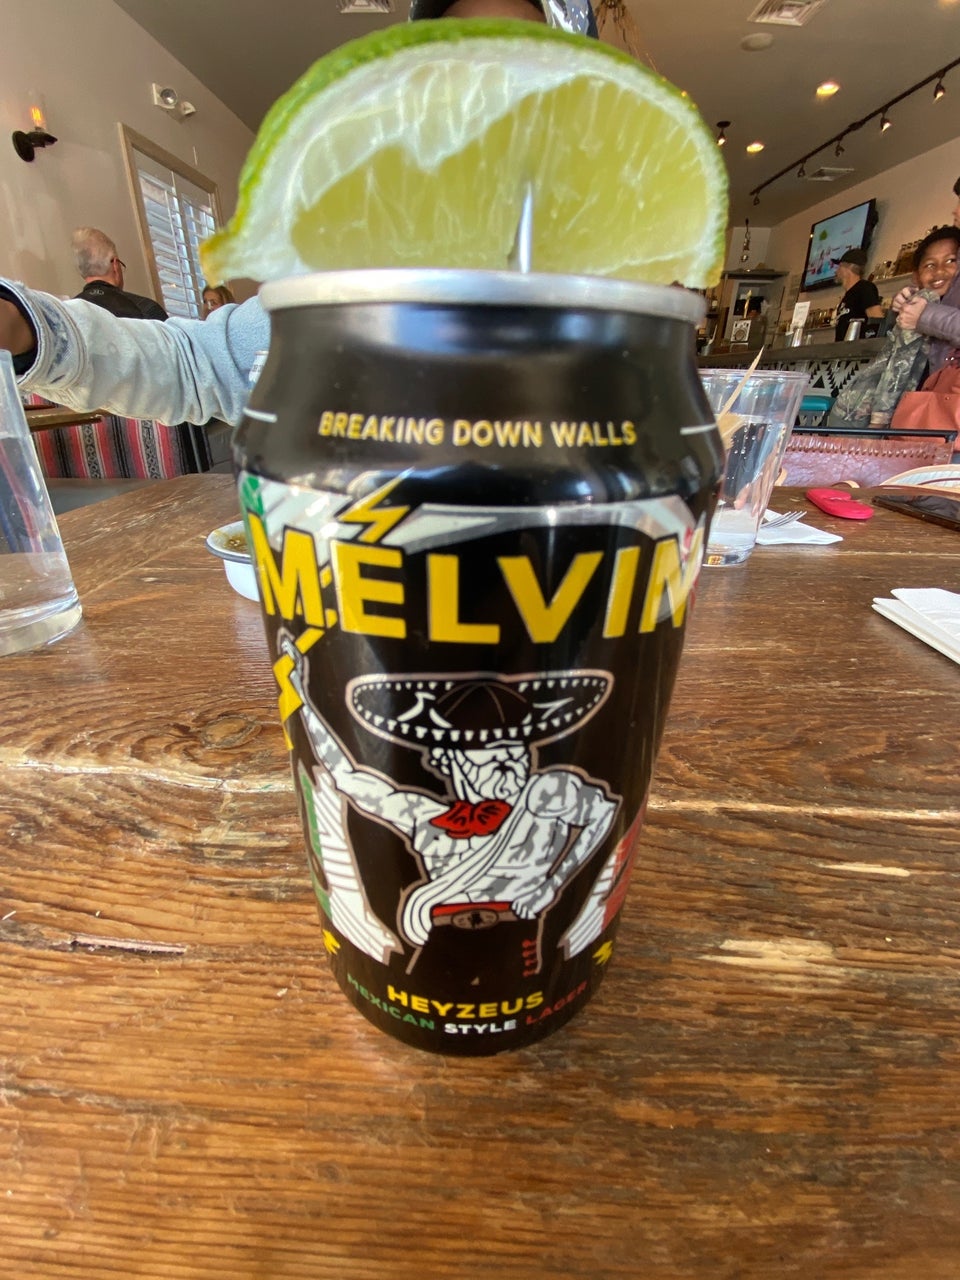 BREAKING DOWN WALLS
MELVIN
HEYZEUS
MEXICAN STYLE LAGER